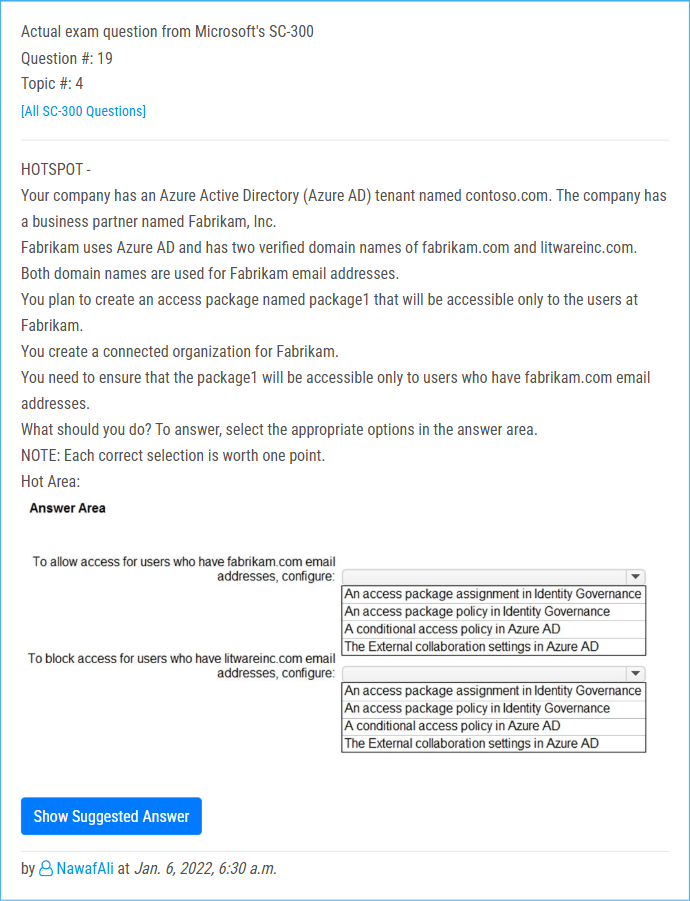 Actual exam question from Microsoft's SC-300
Question #: 19
Topic #: 4
[All SC-300 Questions]
HOTSPOT -
Your company has an Azure Active Directory (Azure AD) tenant named contoso.com. The company has
a business partner named Fabrikam, Inc.
Fabrikam uses Azure AD and has two verified domain names of fabrikam.com and litwareinc.com.
Both domain names are used for Fabrikam email addresses.
You plan to create an access package named package1 that will be accessible only to the users at
Fabrikam.
You create a connected organization for Fabrikam.
You need to ensure that the package1 will be accessible only to users who have fabrikam.com email
addresses.
What should you do? To answer, select the appropriate options in the answer area.
NOTE: Each correct selection is worth one point.
Hot Area:
Answer Area
To allow access for users who have fabrikam.com email
addresses, configure:
An access package assignment in Identity Governance
An access package policy in Identity Governance
A conditional access policy in Azure AD
The External collaboration settings in Azure AD
To block access for users who have litwareinc.com email
addresses, configure:
An access package assignment in Identity Governance
An access package policy in Identity Governance
A conditional access policy in Azure AD
The External collaboration settings in Azure AD
Show Suggested Answer
by NawafAli at Jan. 6, 2022, 6:30 a.m.